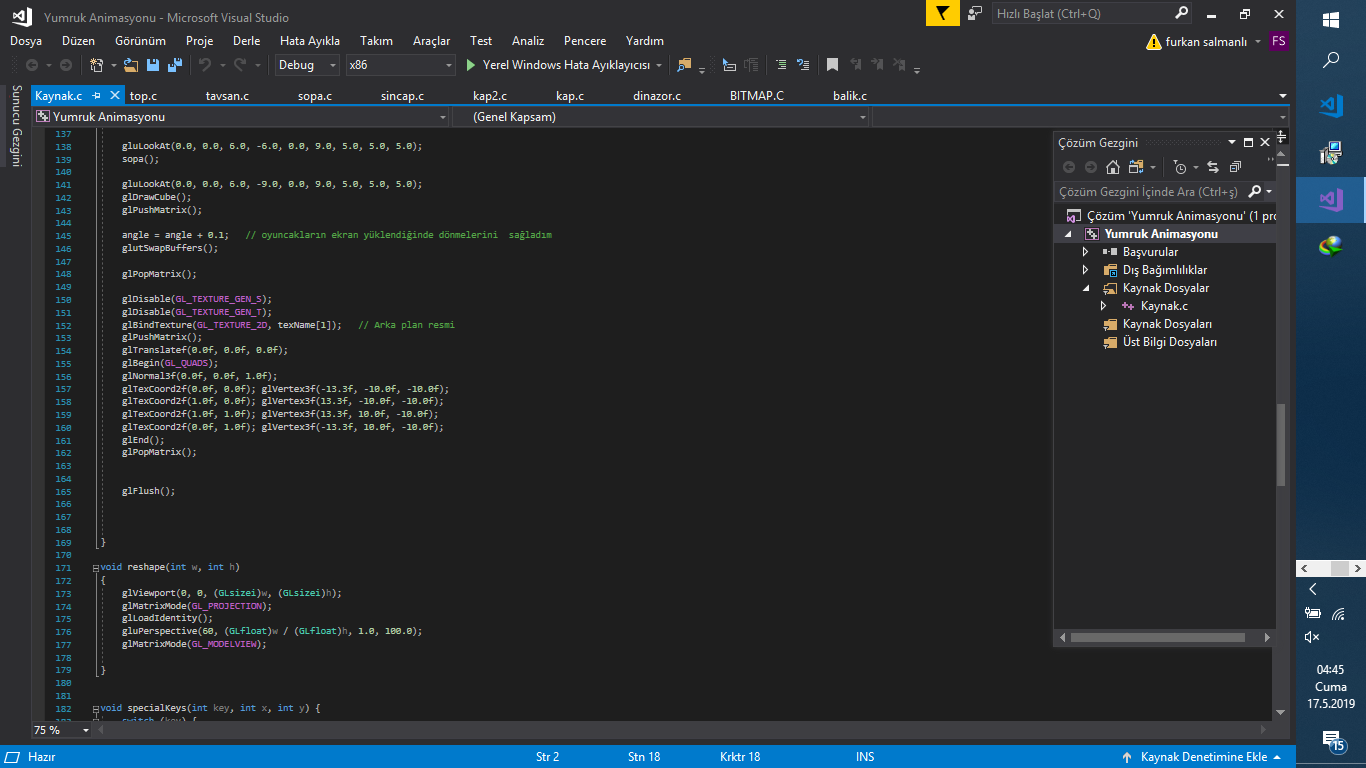 Yumruk Animasyonu - Microsoft Visual Studio
Hızlı Başlat (Ctrl+Q)
Dosya Düzen Görünüm Proje Derle Hata Ayıkla Takım Araçlar Test Analiz Pencere Yardım
furkan salmanlı FS
Debug x86 Yerel Windows Hata Ayıklayıcısı
Sunucu Gezgini
Kaynak.c top.c tavsan.c sopa.c sincap.c kap2.c kap.c dinazor.c BITMAP.C balik.c
Yumruk Animasyonu (Genel Kapsam)
137
138 gluLookAt(0.0, 0.0, 6.0, -6.0, 0.0, 9.0, 5.0, 5.0, 5.0);
139 sopa();
140
141 gluLookAt(0.0, 0.0, 6.0, -9.0, 0.0, 9.0, 5.0, 5.0, 5.0);
142 glDrawCube();
143 glPushMatrix();
144
145 angle = angle + 0.1; // oyuncakların ekran yüklendiğinde dönmelerini sağladım
146 glutSwapBuffers();
147
148 glPopMatrix();
149
150 glDisable(GL_TEXTURE_GEN_S);
151 glDisable(GL_TEXTURE_GEN_T);
152 glBindTexture(GL_TEXTURE_2D, texName[1]); // Arka plan resmi
153 glPushMatrix();
154 glTranslatef(0.0f, 0.0f, 0.0f);
155 glBegin(GL_QUADS);
156 glNormal3f(0.0f, 0.0f, 1.0f);
157 glTexCoord2f(0.0f, 0.0f); glVertex3f(-13.3f, -10.0f, -10.0f);
158 glTexCoord2f(1.0f, 0.0f); glVertex3f(13.3f, -10.0f, -10.0f);
159 glTexCoord2f(1.0f, 1.0f); glVertex3f(13.3f, 10.0f, -10.0f);
160 glTexCoord2f(0.0f, 1.0f); glVertex3f(-13.3f, 10.0f, -10.0f);
161 glEnd();
162 glPopMatrix();
163
164
165 glFlush();
166
167
168
169 }
170
171 void reshape(int w, int h)
172 {
173 glViewport(0, 0, (GLsizei)w, (GLsizei)h);
174 glMatrixMode(GL_PROJECTION);
175 glLoadIdentity();
176 gluPerspective(60, (GLfloat)w / (GLfloat)h, 1.0, 100.0);
177 glMatrixMode(GL_MODELVIEW);
178
179 }
180
181
182 void specialKeys(int key, int x, int y) {
183 switch (key) {
Çözüm Gezgini
Çözüm Gezgini İçinde Ara (Ctrl+ş)
Çözüm 'Yumruk Animasyonu' (1 pro
Yumruk Animasyonu
Başvurular
Dış Bağımlılıklar
Kaynak Dosyalar
Kaynak.c
Kaynak Dosyaları
Üst Bilgi Dosyaları
75 %
Hazır Str 2 Stn 18 Krktr 18 INS Kaynak Denetimine Ekle
04:45
Cuma
17.5.2019
15